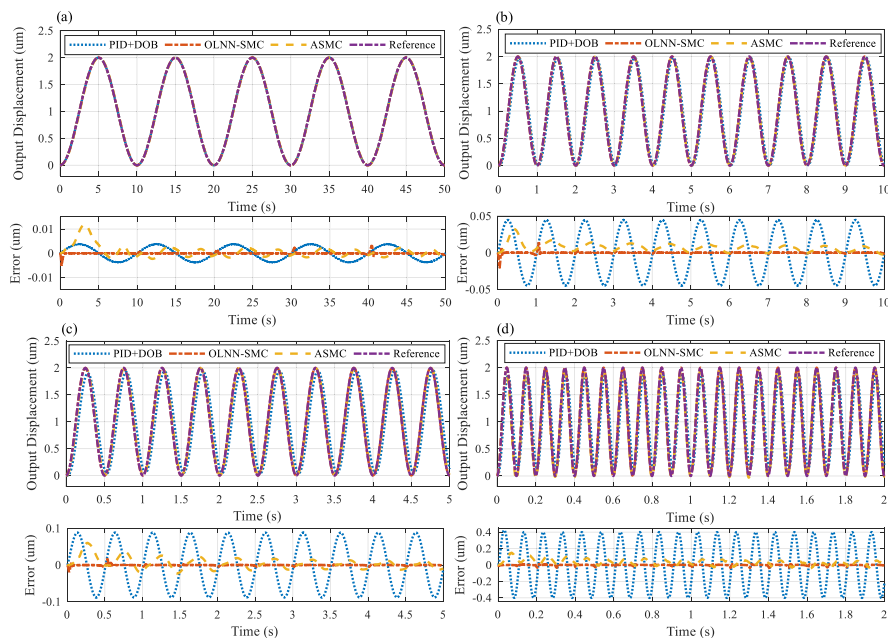 (a)
2.5
2
1.5
1
0.5
0
PID+DOB OLNN-SMC ASMC Reference
Output Displacement (um)
0 5 10 15 20 25 30 35 40 45 50
Time (s)
0.01
0
-0.01
Error (um)
0 5 10 15 20 25 30 35 40 45 50
Time (s)
(b)
2.5
2
1.5
1
0.5
0
PID+DOB OLNN-SMC ASMC Reference
Output Displacement (um)
0 1 2 3 4 5 6 7 8 9 10
Time (s)
0.05
0
-0.05
Error (um)
0 1 2 3 4 5 6 7 8 9 10
Time (s)
(c)
2.5
2
1.5
1
0.5
0
PID+DOB OLNN-SMC ASMC Reference
Output Displacement (um)
0 0.5 1 1.5 2 2.5 3 3.5 4 4.5 5
Time (s)
0.1
0
-0.1
Error (um)
0 0.5 1 1.5 2 2.5 3 3.5 4 4.5 5
Time (s)
(d)
2.5
2
1.5
1
0.5
0
PID+DOB OLNN-SMC ASMC Reference
Output Displacement (um)
0 0.2 0.4 0.6 0.8 1 1.2 1.4 1.6 1.8 2
Time (s)
0.4
0.2
0
-0.2
-0.4
Error (um)
0 0.2 0.4 0.6 0.8 1 1.2 1.4 1.6 1.8 2
Time (s)